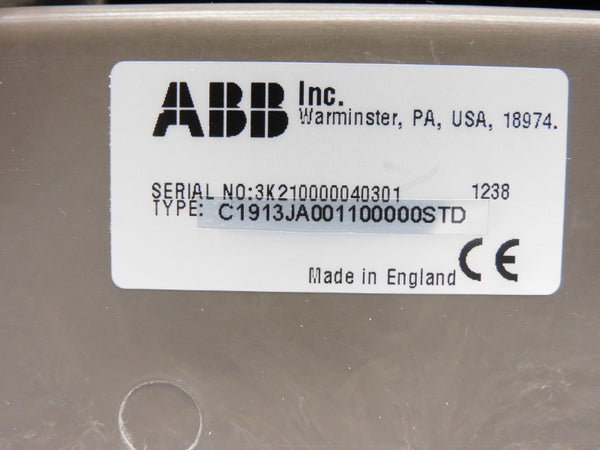 ABB Inc.
Warminster, PA, USA, 18974.
SERIAL NO:3K210000040301 1238
TYPE: C1913JA001100000STD
Made in England CE